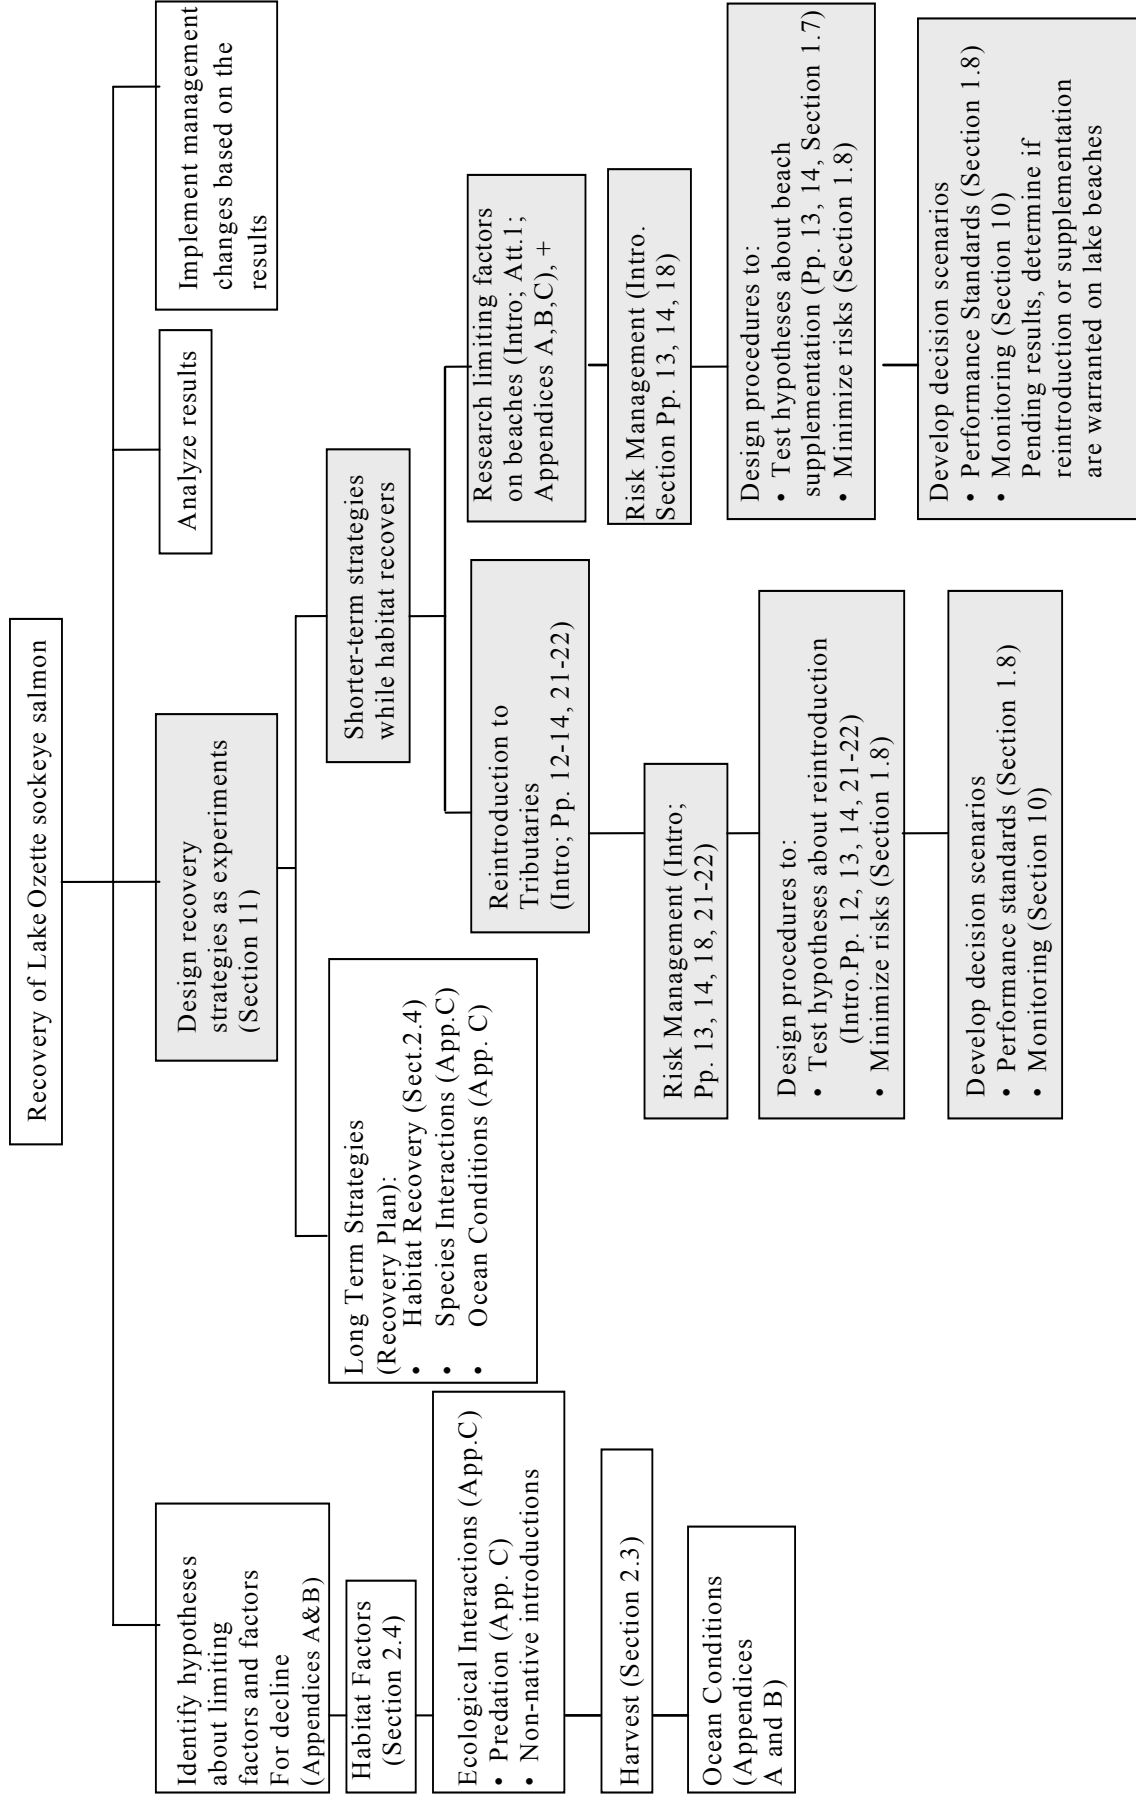 Recovery of Lake Ozette sockeye salmon
Identify hypotheses
about limiting
factors and factors
For decline
(Appendices A&B)
Habitat Factors
(Section 2.4)
Ecological Interactions (App.C)
• Predation (App. C)
• Non-native introductions
Harvest (Section 2.3)
Ocean Conditions
(Appendices
A and B)
Design recovery
strategies as experiments
(Section 11)
Long Term Strategies
(Recovery Plan):
• Habitat Recovery (Sect.2.4)
• Species Interactions (App.C)
• Ocean Conditions (App. C)
Shorter-term strategies
while habitat recovers
Reintroduction to
Tributaries
(Intro; Pp. 12-14, 21-22)
Risk Management (Intro;
Pp. 13, 14, 18, 21-22)
Design procedures to:
• Test hypotheses about reintroduction
(Intro.Pp. 12, 13, 14, 21-22)
• Minimize risks (Section 1.8)
Develop decision scenarios
• Performance standards (Section 1.8)
• Monitoring (Section 10)
Research limiting factors
on beaches (Intro; Att.1;
Appendices A,B,C), +
Risk Management (Intro.
Section Pp. 13, 14, 18)
Design procedures to:
• Test hypotheses about beach
supplementation (Pp. 13, 14, Section 1.7)
• Minimize risks (Section 1.8)
Develop decision scenarios
• Performance Standards (Section 1.8)
• Monitoring (Section 10)
Pending results, determine if
reintroduction or supplementation
are warranted on lake beaches
Analyze results
Implement management
changes based on the
results